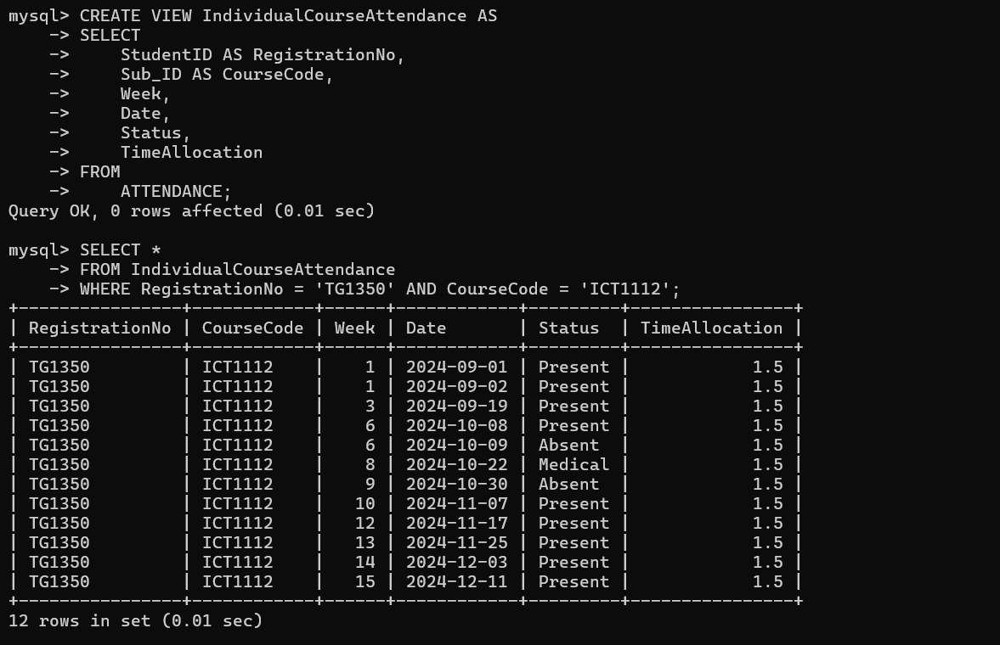 mysql> CREATE VIEW IndividualCourseAttendance AS
    -> SELECT
    ->     StudentID AS RegistrationNo,
    ->     Sub_ID AS CourseCode,
    ->     Week,
    ->     Date,
    ->     Status,
    ->     TimeAllocation
    -> FROM
    ->     ATTENDANCE;
Query OK, 0 rows affected (0.01 sec)

mysql> SELECT *
    -> FROM IndividualCourseAttendance
    -> WHERE RegistrationNo = 'TG1350' AND CourseCode = 'ICT1112';
+----------------+------------+------+------------+---------+----------------+
| RegistrationNo | CourseCode | Week | Date       | Status  | TimeAllocation |
+----------------+------------+------+------------+---------+----------------+
| TG1350         | ICT1112    |    1 | 2024-09-01 | Present |            1.5 |
| TG1350         | ICT1112    |    1 | 2024-09-02 | Present |            1.5 |
| TG1350         | ICT1112    |    3 | 2024-09-19 | Present |            1.5 |
| TG1350         | ICT1112    |    6 | 2024-10-08 | Present |            1.5 |
| TG1350         | ICT1112    |    6 | 2024-10-09 | Absent  |            1.5 |
| TG1350         | ICT1112    |    8 | 2024-10-22 | Medical |            1.5 |
| TG1350         | ICT1112    |    9 | 2024-10-30 | Absent  |            1.5 |
| TG1350         | ICT1112    |   10 | 2024-11-07 | Present |            1.5 |
| TG1350         | ICT1112    |   12 | 2024-11-17 | Present |            1.5 |
| TG1350         | ICT1112    |   13 | 2024-11-25 | Present |            1.5 |
| TG1350         | ICT1112    |   14 | 2024-12-03 | Present |            1.5 |
| TG1350         | ICT1112    |   15 | 2024-12-11 | Present |            1.5 |
+----------------+------------+------+------------+---------+----------------+
12 rows in set (0.01 sec)